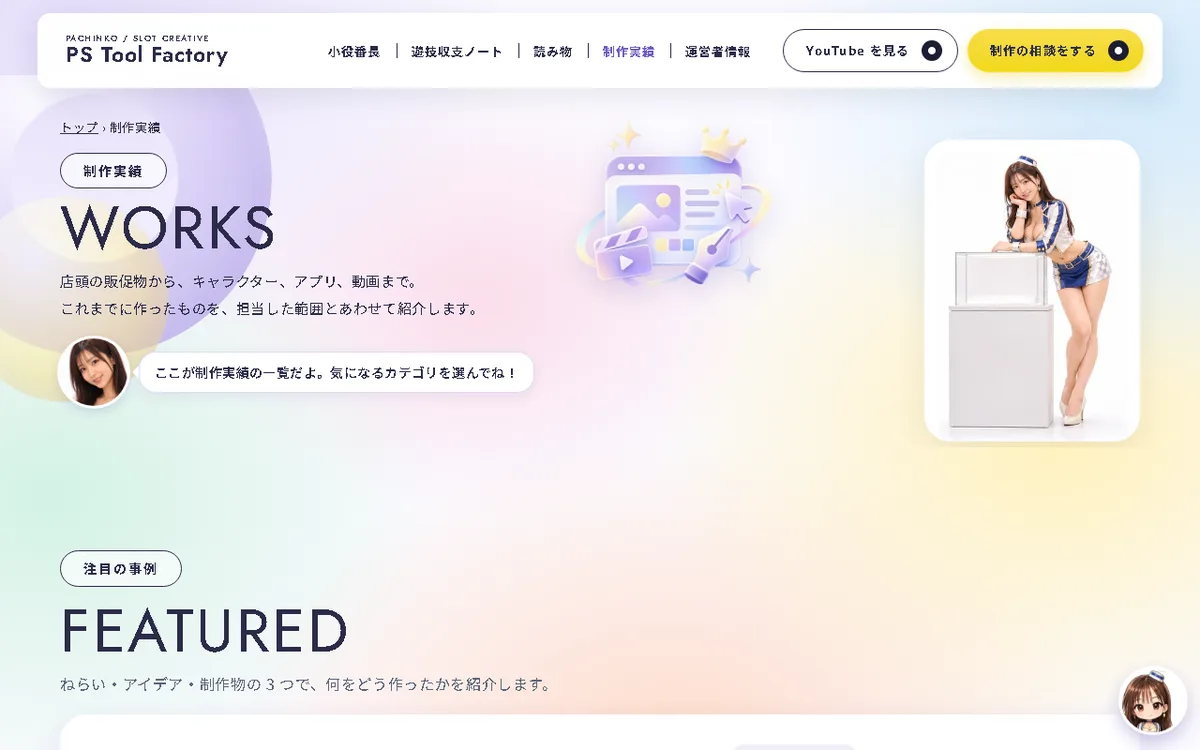 PACHINKO / SLOT CREATIVE
PS Tool Factory
小役番長
遊技収支ノート
読み物
制作実績
運営者情報
YouTube を見る
制作の相談をする
トップ › 制作実績
制作実績
WORKS
店頭の販促物から、キャラクター、アプリ、動画まで。
これまでに作ったものを、担当した範囲とあわせて紹介します。
ここが制作実績の一覧だよ。気になるカテゴリを選んでね！
注目の事例
FEATURED
ねらい・アイデア・制作物の 3 つで、何をどう作ったかを紹介します。